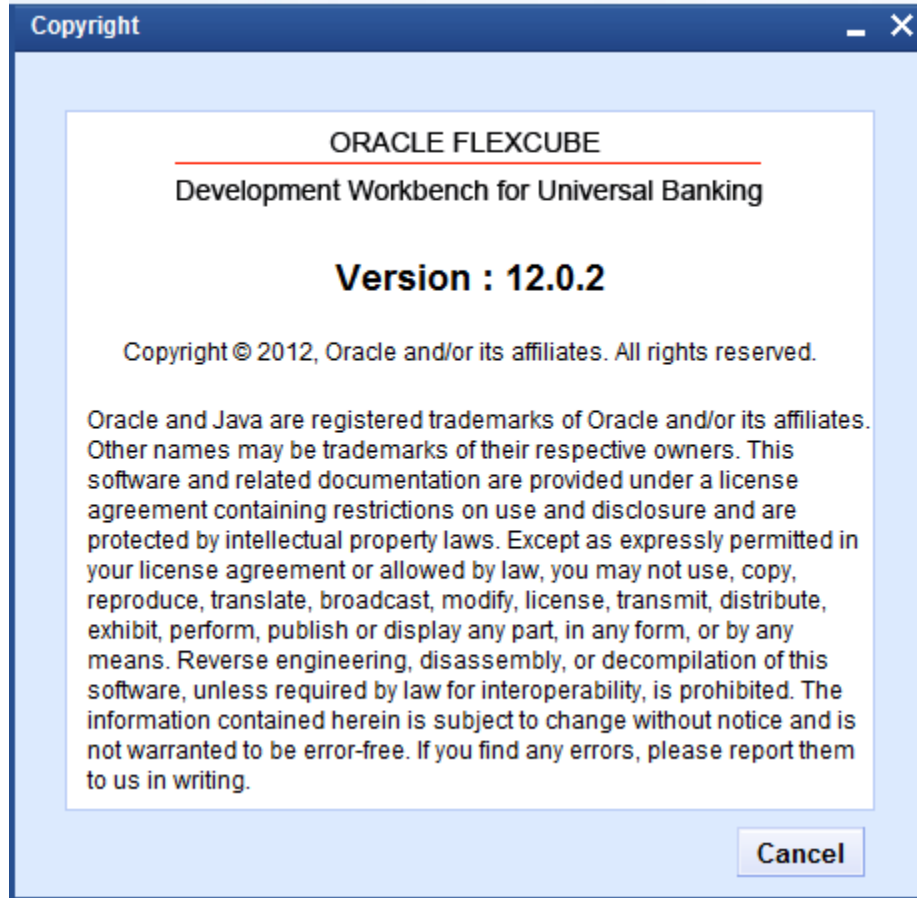 Copyright
ORACLE FLEXCUBE
Development Workbench for Universal Banking
Version : 12.0.2
Copyright © 2012, Oracle and/or its affiliates. All rights reserved.
Oracle and Java are registered trademarks of Oracle and/or its affiliates.
Other names may be trademarks of their respective owners. This
software and related documentation are provided under a license
agreement containing restrictions on use and disclosure and are
protected by intellectual property laws. Except as expressly permitted in
your license agreement or allowed by law, you may not use, copy,
reproduce, translate, broadcast, modify, license, transmit, distribute,
exhibit, perform, publish or display any part, in any form, or by any
means. Reverse engineering, disassembly, or decompilation of this
software, unless required by law for interoperability, is prohibited. The
information contained herein is subject to change without notice and is
not warranted to be error-free. If you find any errors, please report them
to us in writing.
Cancel